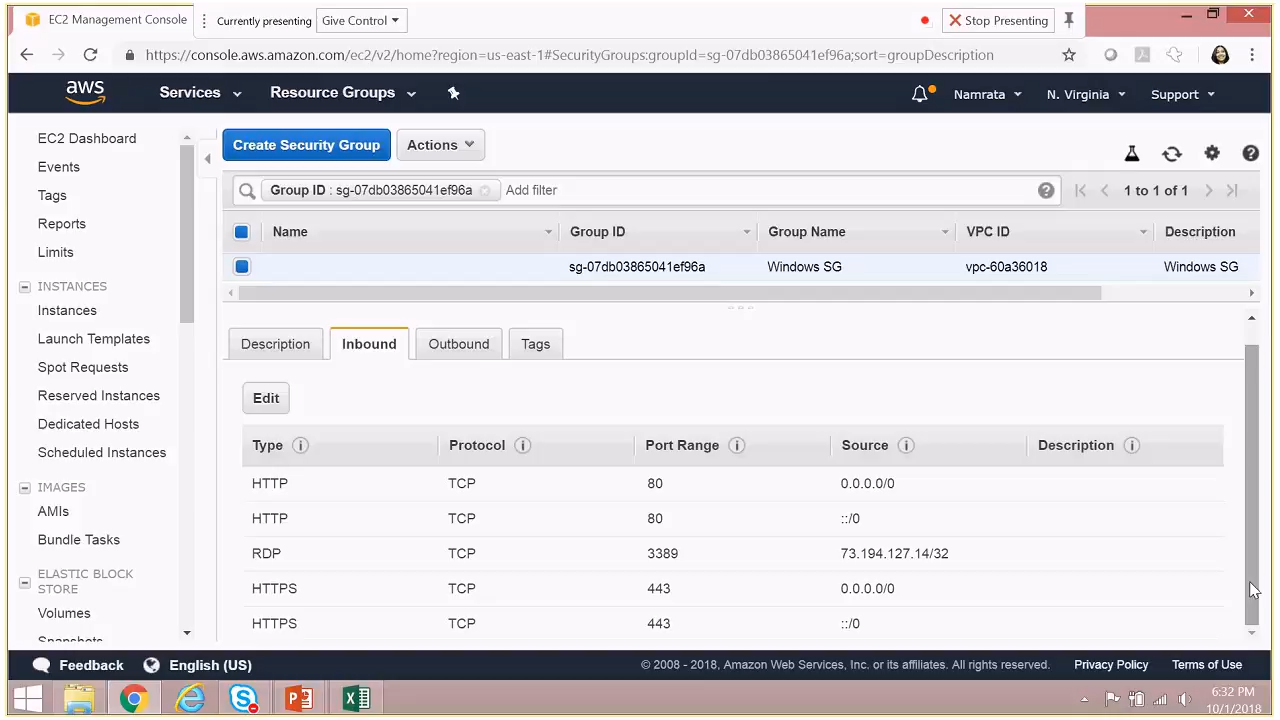 EC2 Management Console
Currently presenting
Give Control
Stop Presenting
https://console.aws.amazon.com/ec2/v2/home?region=us-east-1#SecurityGroups:groupId=sg-07db03865041ef96a;sort=groupDescription
aws
Services
Resource Groups
Namrata
N. Virginia
Support
EC2 Dashboard
Events
Tags
Reports
Limits
INSTANCES
Instances
Launch Templates
Spot Requests
Reserved Instances
Dedicated Hosts
Scheduled Instances
IMAGES
AMIs
Bundle Tasks
ELASTIC BLOCK
STORE
Volumes
Snapshots
Create Security Group
Actions
Group ID : sg-07db03865041ef96a Add filter
1 to 1 of 1
Name Group ID Group Name VPC ID Description
sg-07db03865041ef96a Windows SG vpc-60a36018 Windows SG
Description Inbound Outbound Tags
Edit
Type Protocol Port Range Source Description
HTTP TCP 80 0.0.0.0/0
HTTP TCP 80 ::/0
RDP TCP 3389 73.194.127.14/32
HTTPS TCP 443 0.0.0.0/0
HTTPS TCP 443 ::/0
Feedback English (US)
© 2008 - 2018, Amazon Web Services, Inc. or its affiliates. All rights reserved. Privacy Policy Terms of Use
6:32 PM
10/1/2018